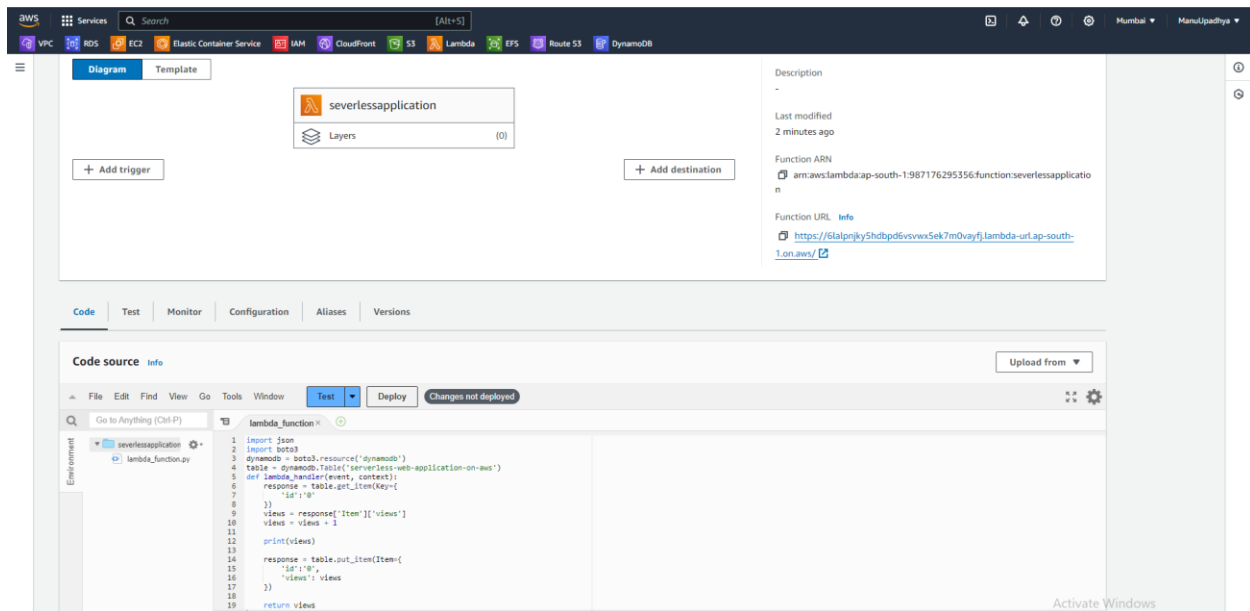 aws Services Search [Alt+S] Mumbai ▼ ManuUpadhya ▼
VPC RDS EC2 Elastic Container Service IAM CloudFront S3 Lambda EFS Route 53 DynamoDB
Diagram Template
severlessapplication
Layers (0)
+ Add trigger
+ Add destination
Description
-
Last modified
2 minutes ago
Function ARN
arn:aws:lambda:ap-south-1:987176295356:function:severlessapplicatio
n
Function URL Info
https://6lalpnjky5hdbpd6vsvwx5ek7m0vayfj.lambda-url.ap-south-
1.on.aws/
Code Test Monitor Configuration Aliases Versions
Code source Info
Upload from ▼
File Edit Find View Go Tools Window Test Deploy Changes not deployed
Go to Anything (Ctrl-P) lambda_function × +
Environment
severlessapplication
lambda_function.py
1 import json
2 import boto3
3 dynamodb = boto3.resource('dynamodb')
4 table = dynamodb.Table('serverless-web-application-on-aws')
5 def lambda_handler(event, context):
6 response = table.get_item(Key={
7 'id':'0'
8 })
9 views = response['Item']['views']
10 views = views + 1
11
12 print(views)
13
14 response = table.put_item(Item={
15 'id':'0',
16 'views': views
17 })
18
19 return views
Activate Windows